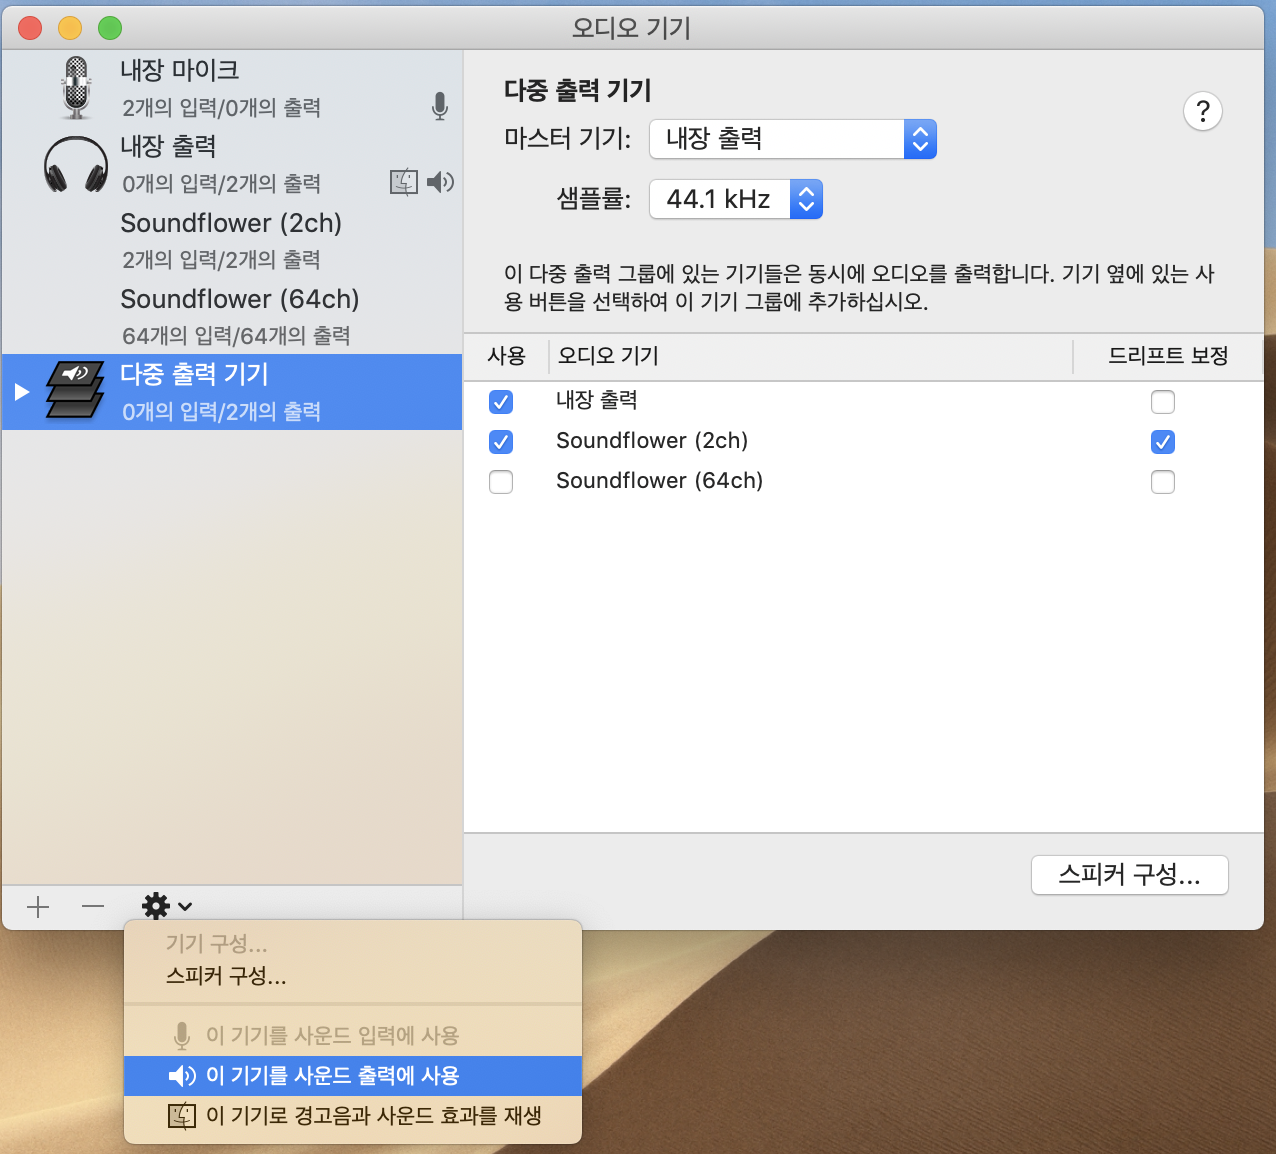 오디오 기기
내장 마이크
2개의 입력/0개의 출력
내장 출력
0개의 입력/2개의 출력
Soundflower (2ch)
2개의 입력/2개의 출력
Soundflower (64ch)
64개의 입력/64개의 출력
다중 출력 기기
0개의 입력/2개의 출력
다중 출력 기기
?
마스터 기기: 내장 출력
샘플률: 44.1 kHz
이 다중 출력 그룹에 있는 기기들은 동시에 오디오를 출력합니다. 기기 옆에 있는 사
용 버튼을 선택하여 이 기기 그룹에 추가하십시오.
사용 오디오 기기 드리프트 보정
내장 출력
Soundflower (2ch)
Soundflower (64ch)
스피커 구성...
기기 구성...
스피커 구성...
이 기기를 사운드 입력에 사용
이 기기를 사운드 출력에 사용
이 기기로 경고음과 사운드 효과를 재생